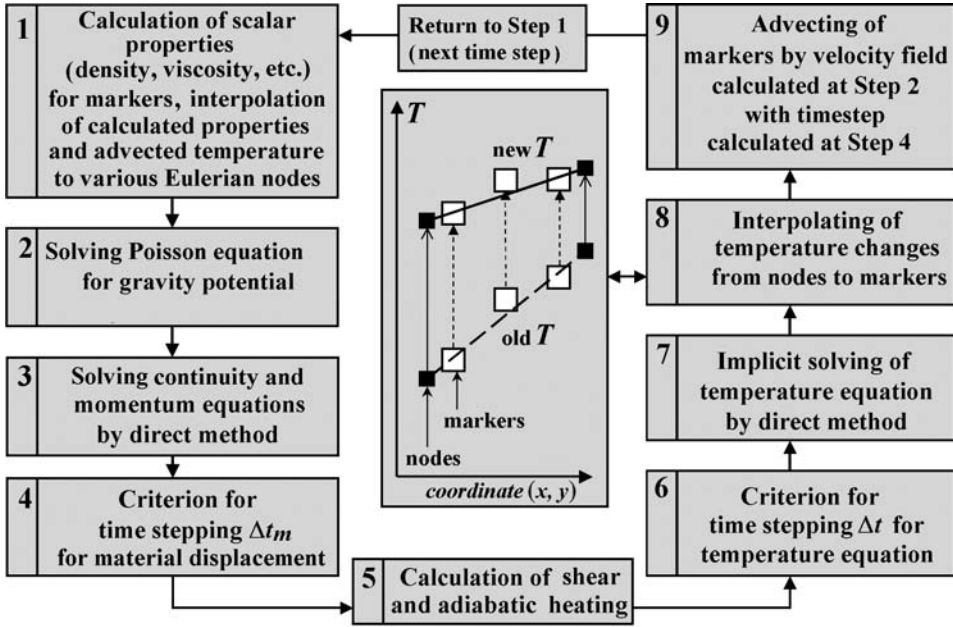 1
Calculation of scalar
properties
(density, viscosity, etc.)
for markers, interpolation
of calculated properties
and advected temperature
to various Eulerian nodes
2
Solving Poisson equation
for gravity potential
3
Solving continuity and
momentum equations
by direct method
4
Criterion for
time stepping Δt_m
for material displacement
5
Calculation of shear
and adiabatic heating
6
Criterion for
time stepping Δt for
temperature equation
7
Implicit solving of
temperature equation
by direct method
8
Interpolating of
temperature changes
from nodes to markers
9
Advecting of
markers by velocity field
calculated at Step 2
with timestep
calculated at Step 4
Return to Step 1
(next time step)
T
new T
old T
markers
nodes
coordinate (x, y)